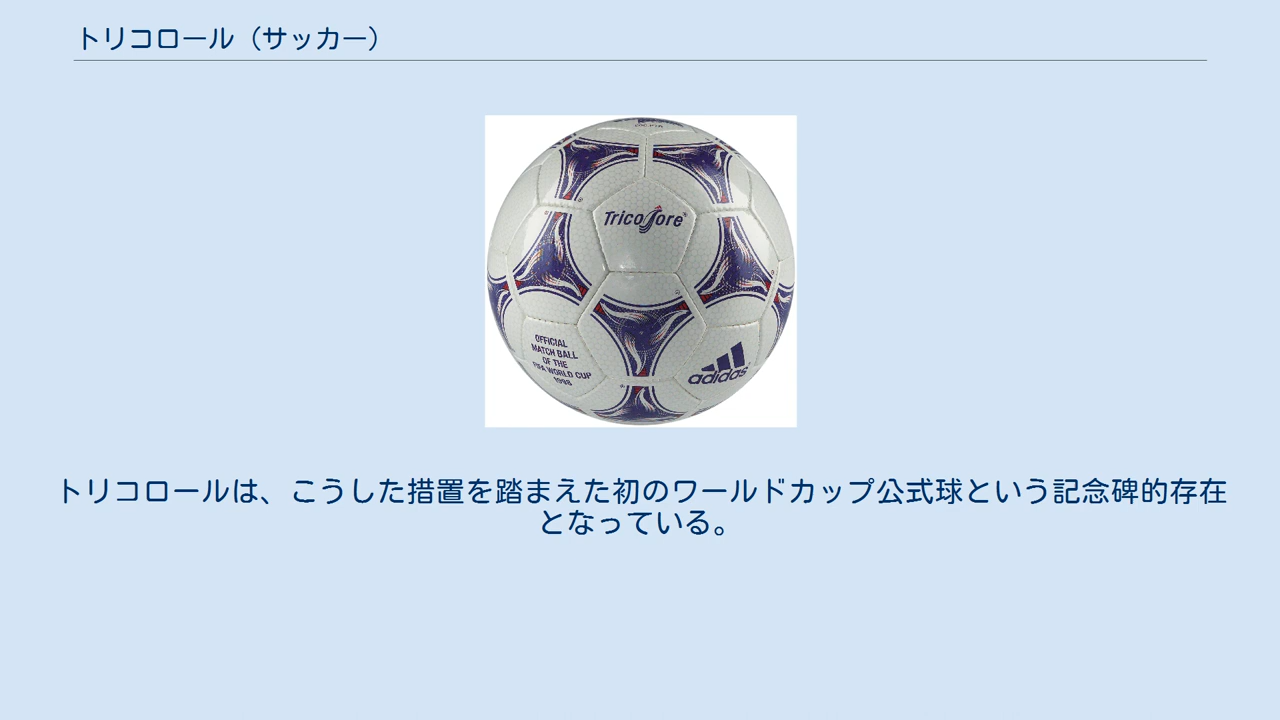 トリコロール（サッカー）
Tricolore
OFFICIAL
MATCH BALL
OF THE
FIFA WORLD CUP
1998
adidas
トリコロールは、こうした措置を踏まえた初のワールドカップ公式球という記念碑的存在
となっている。